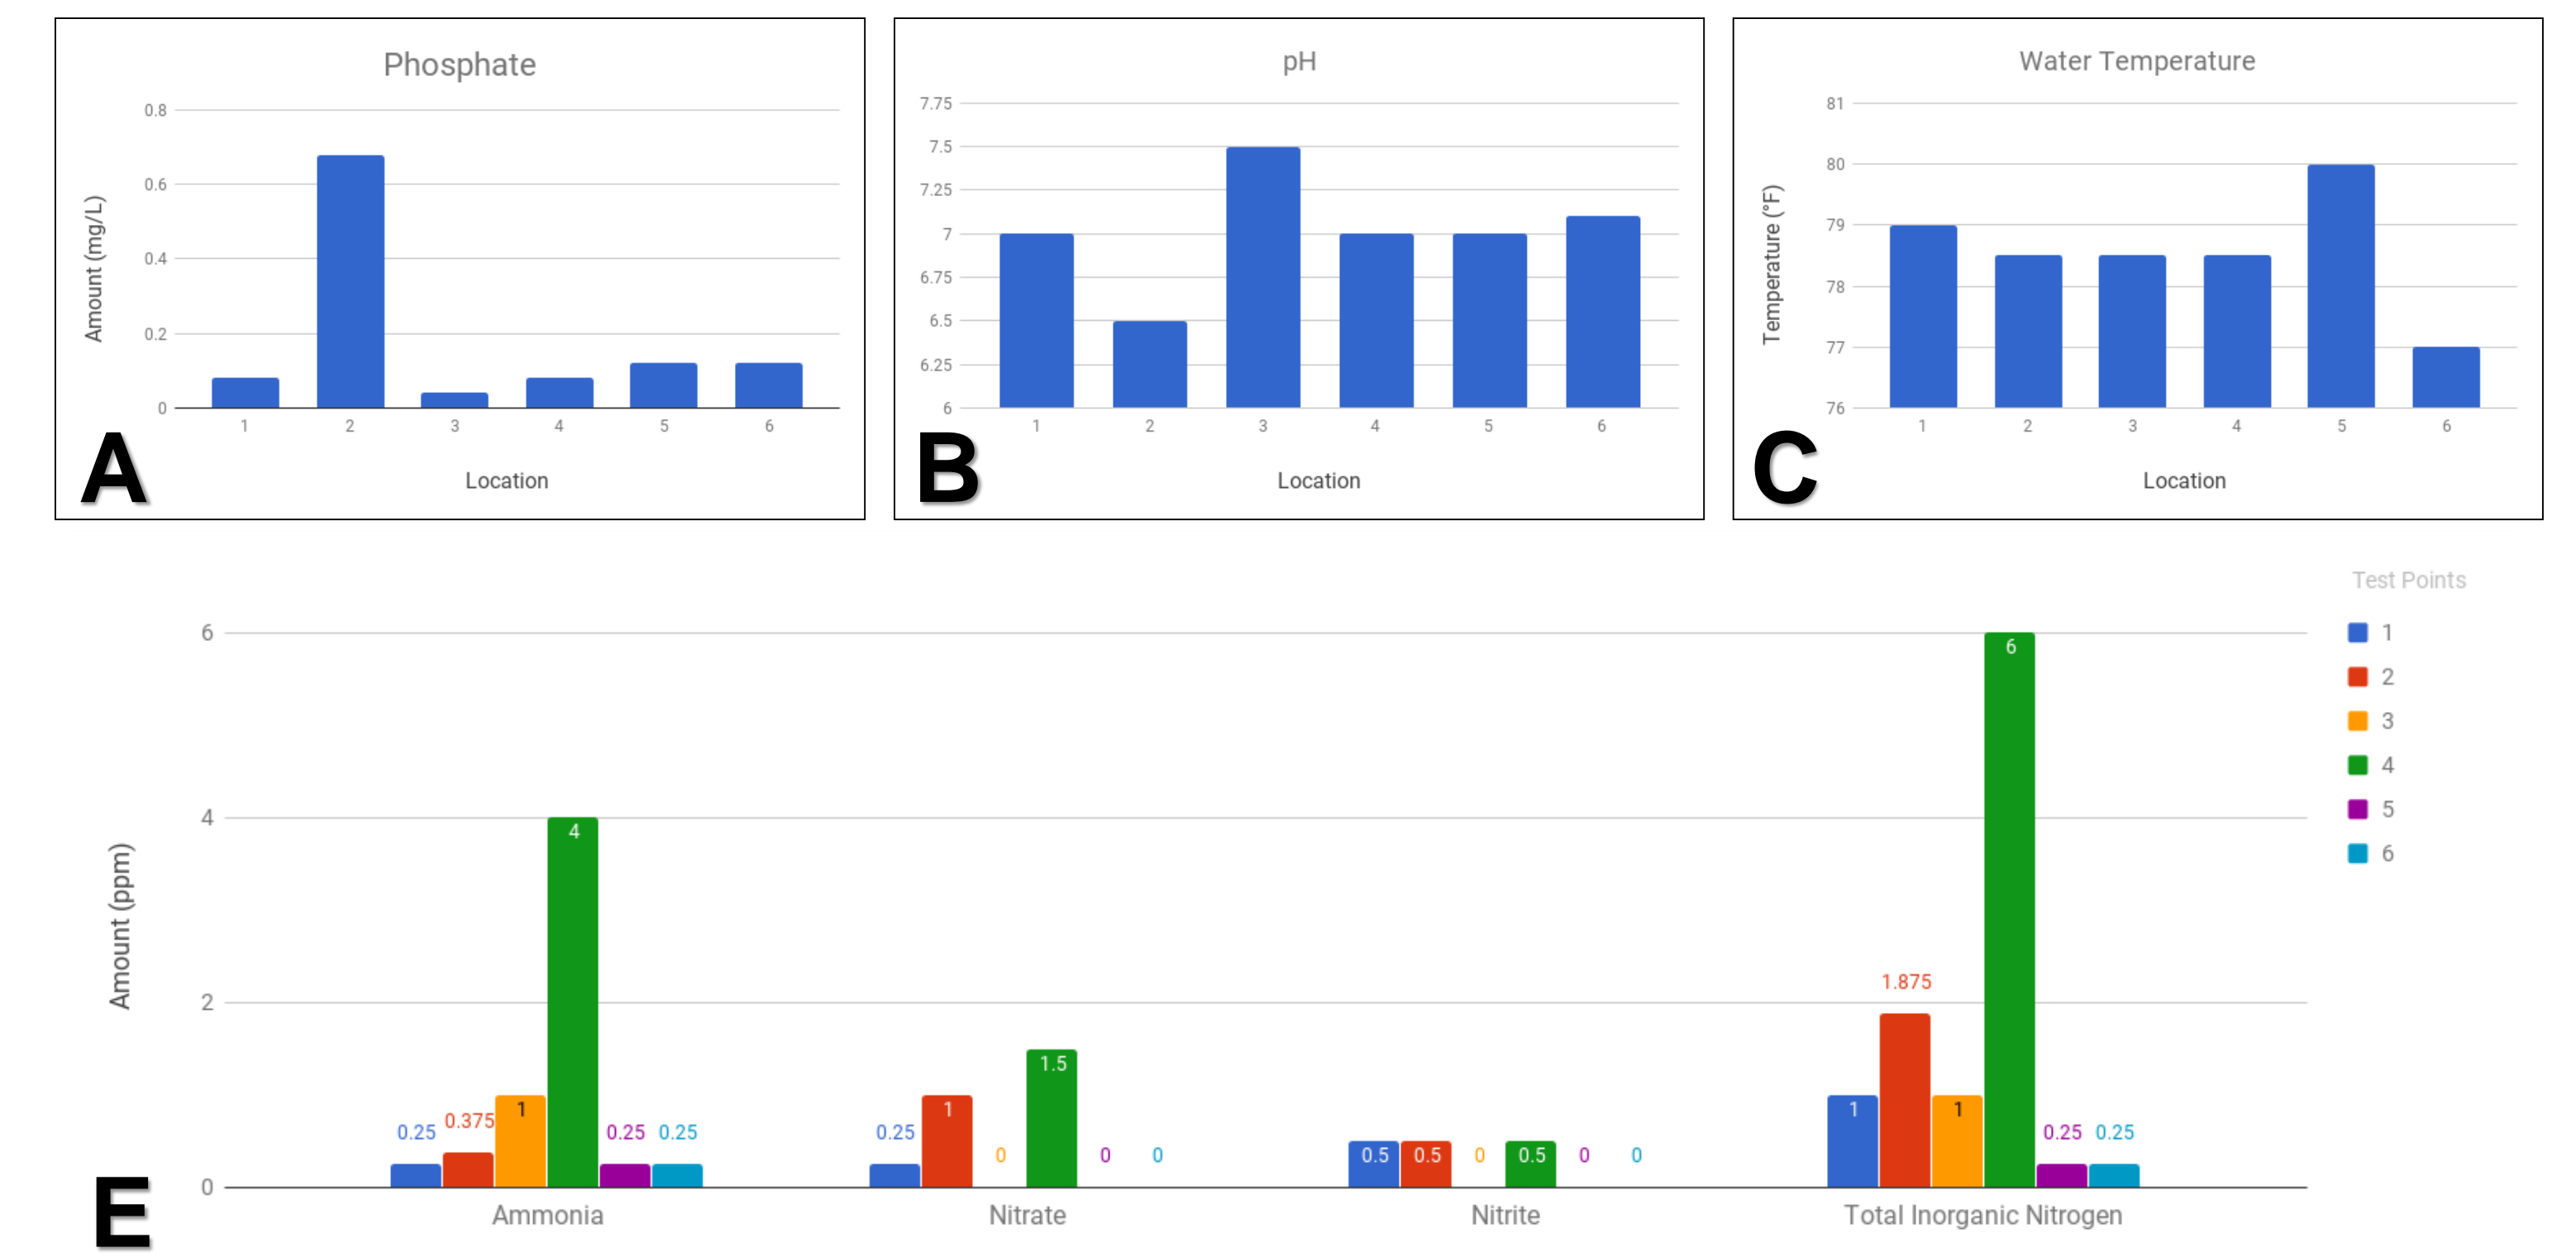 Phosphate
0.8
0.6
0.4
0.2
0
Amount (mg/L)
1 2 3 4 5 6
Location
A
pH
7.75
7.5
7.25
7
6.75
6.5
6.25
6
1 2 3 4 5 6
Location
B
Water Temperature
81
80
79
78
77
76
Temperature (°F)
1 2 3 4 5 6
Location
C
Test Points
1
2
3
4
5
6
6
4
2
0
Amount (ppm)
0.25 0.375 1 4 0.25 0.25
0.25 1 0 1.5 0 0
0.5 0.5 0 0.5 0 0
1 1.875 1 6 0.25 0.25
Ammonia Nitrate Nitrite Total Inorganic Nitrogen
E